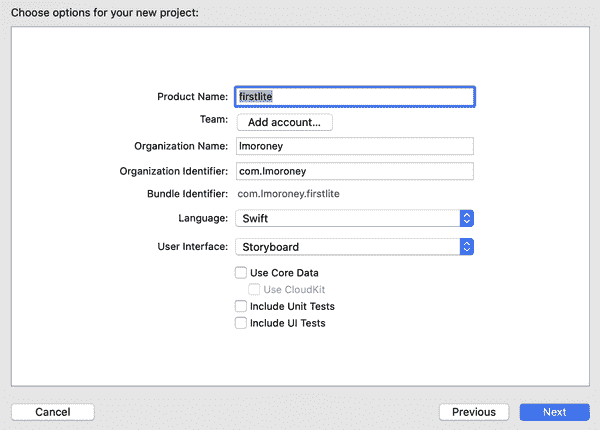 Choose options for your new project:
Product Name: firstlite
Team: Add account...
Organization Name: lmoroney
Organization Identifier: com.lmoroney
Bundle Identifier: com.lmoroney.firstlite
Language: Swift
User Interface: Storyboard
Use Core Data
Use CloudKit
Include Unit Tests
Include UI Tests
Cancel Previous Next